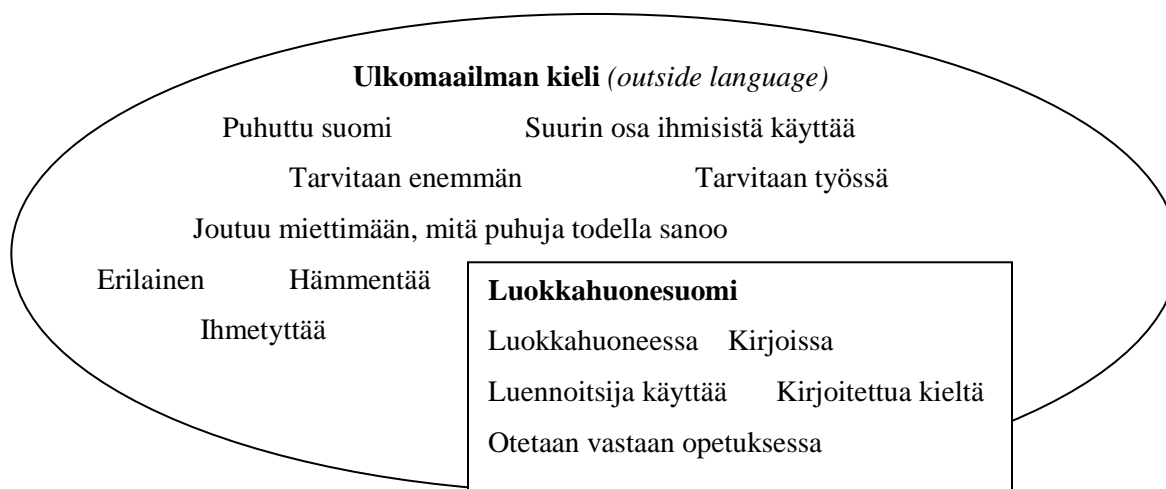 Ulkomaailman kieli (outside language)
Puhuttu suomi Suurin osa ihmisistä käyttää
Tarvitaan enemmän Tarvitaan työssä
Joutuu miettimään, mitä puhuja todella sanoo
Erilainen Hämmentää
Ihmetyttää
Luokkahuonesuomi
Luokkahuoneessa Kirjoissa
Luennoitsija käyttää Kirjoitettua kieltä
Otetaan vastaan opetuksessa